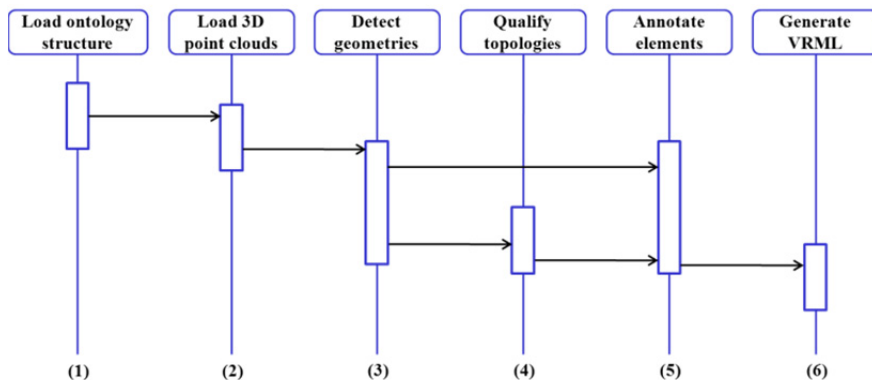 Load ontology
structure
Load 3D
point clouds
Detect
geometries
Qualify
topologies
Annotate
elements
Generate
VRML
(1)
(2)
(3)
(4)
(5)
(6)